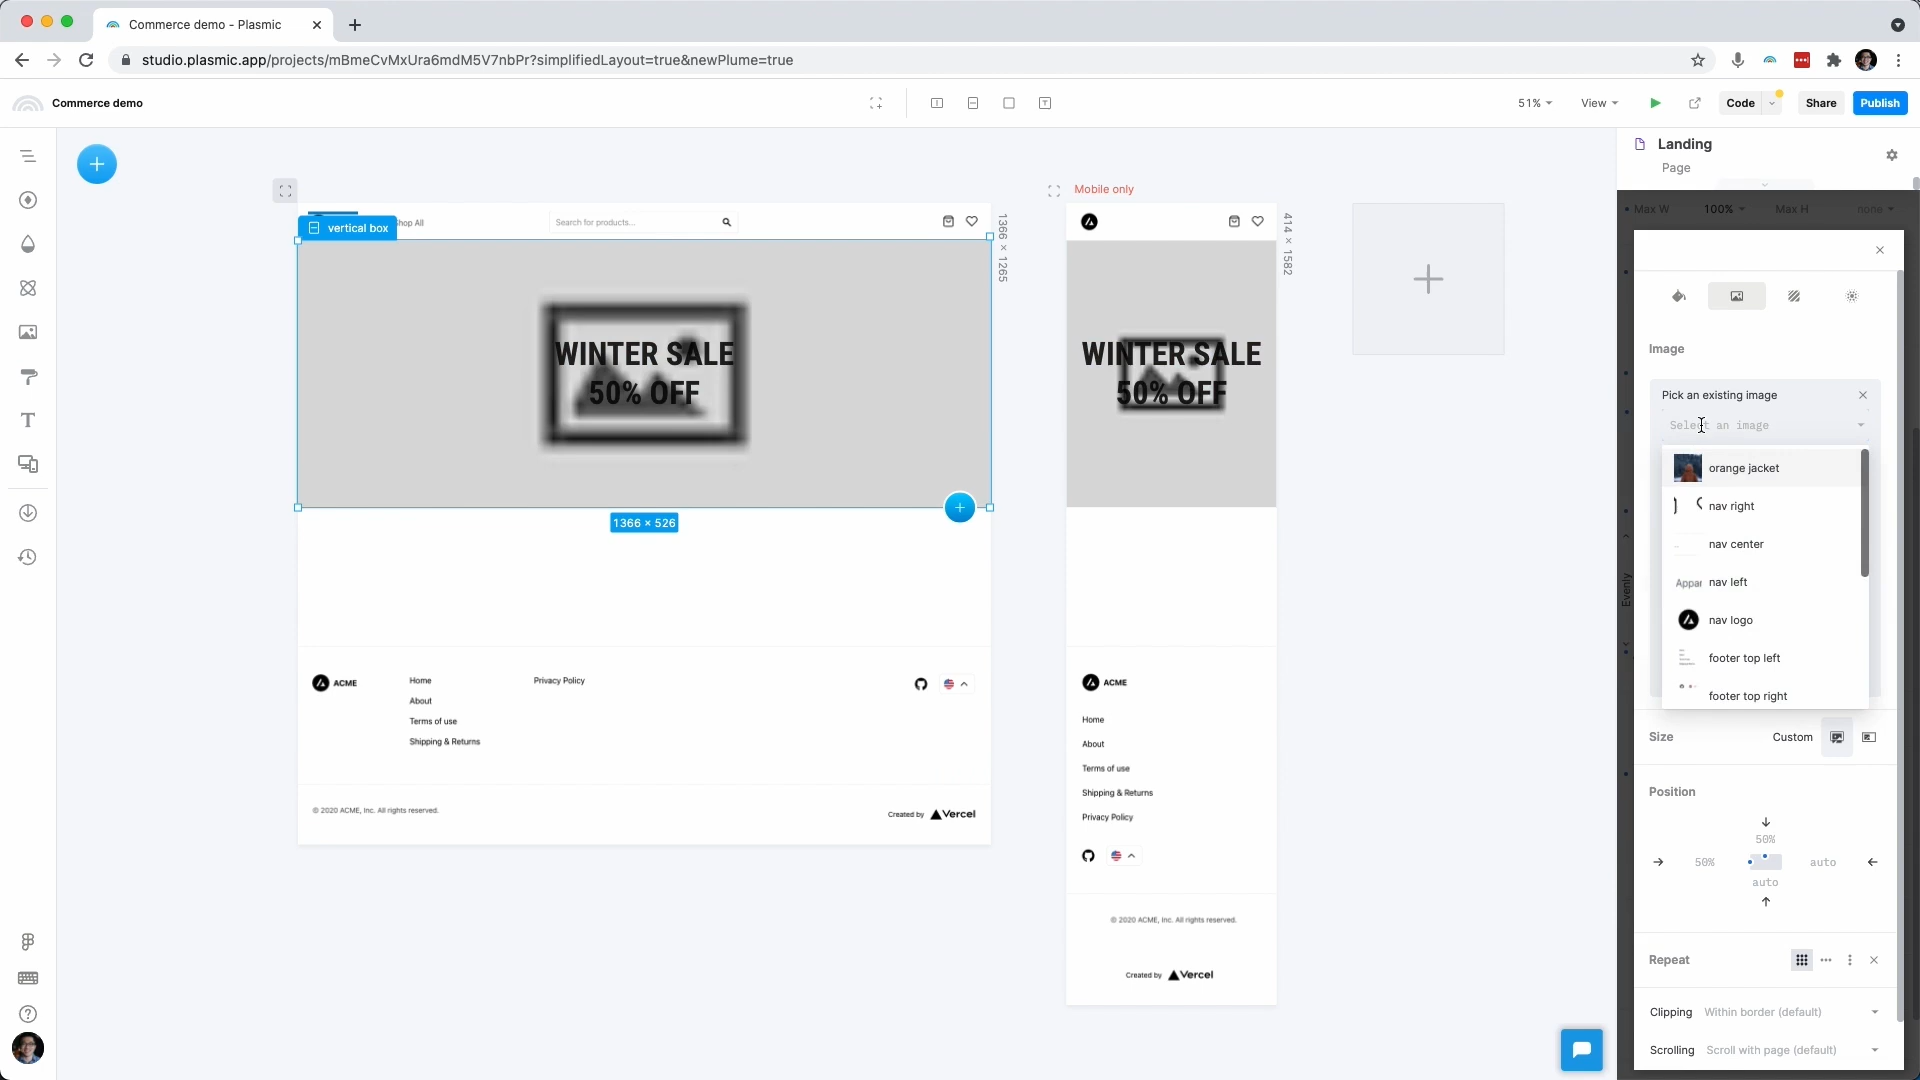 Commerce demo - Plasmic
studio.plasmic.app/projects/mBmeCvMxUra6mdM5V7nbPr?simplifiedLayout=true&newPlume=true
Commerce demo
51%
View
Code
Share
Publish
Landing
Page
Max W
100%
Max H
none
Mobile only
vertical box
Shop All
Search for products...
1366 × 1265
414 × 1582
WINTER SALE
50% OFF
1366 × 526
WINTER SALE
50% OFF
ACME
Home
About
Terms of use
Shipping & Returns
Privacy Policy
© 2020 ACME, Inc. All rights reserved.
Created by
Vercel
ACME
Home
About
Terms of use
Shipping & Returns
Privacy Policy
© 2020 ACME, Inc. All rights reserved.
Created by
Vercel
Image
Pick an existing image
Select an image
orange jacket
nav right
nav center
Appar
nav left
nav logo
footer top left
footer top right
Evenly
Size
Custom
Position
50%
50%
auto
auto
Repeat
Clipping
Within border (default)
Scrolling
Scroll with page (default)